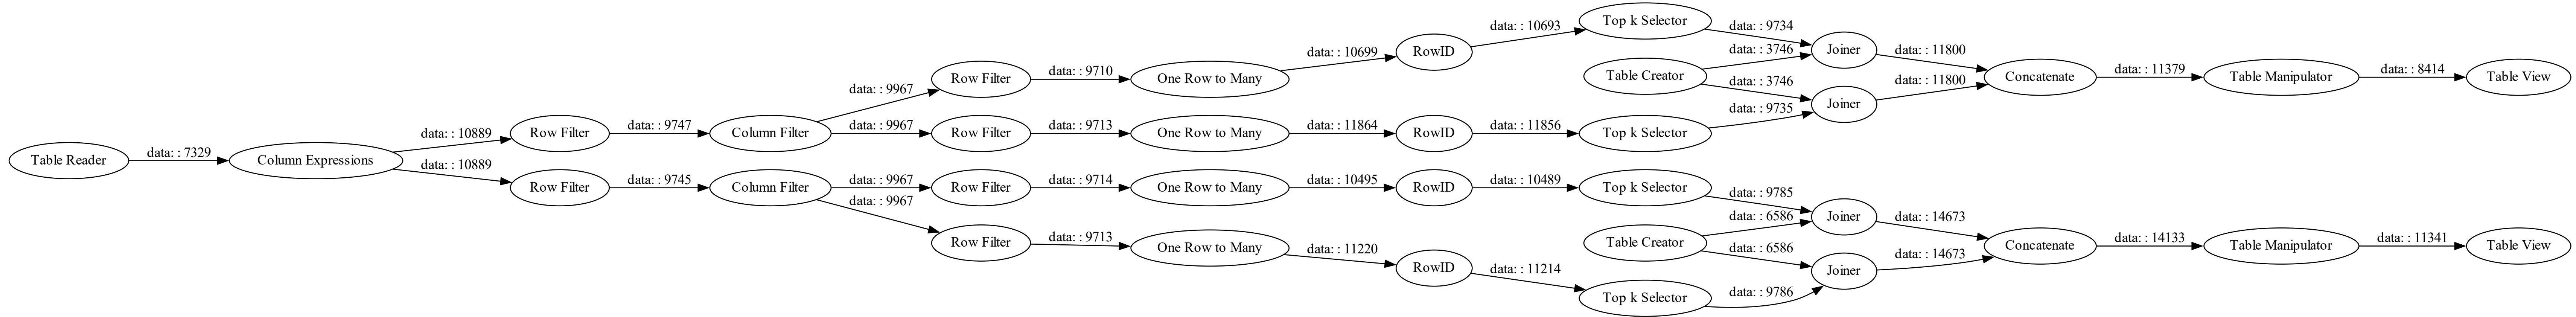 Table Reader
data: : 7329
Column Expressions
data: : 10889
data: : 10889
Row Filter
data: : 9747
Column Filter
data: : 9967
data: : 9967
Row Filter
data: : 9710
One Row to Many
data: : 10699
RowID
data: : 10693
Top k Selector
data: : 9734
Table Creator
data: : 3746
data: : 3746
Joiner
data: : 11800
Row Filter
data: : 9713
One Row to Many
data: : 11864
RowID
data: : 11856
Top k Selector
data: : 9735
Joiner
data: : 11800
Concatenate
data: : 11379
Table Manipulator
data: : 8414
Table View
Row Filter
data: : 9745
Column Filter
data: : 9967
data: : 9967
Row Filter
data: : 9714
One Row to Many
data: : 10495
RowID
data: : 10489
Top k Selector
data: : 9785
Table Creator
data: : 6586
data: : 6586
Joiner
data: : 14673
Row Filter
data: : 9713
One Row to Many
data: : 11220
RowID
data: : 11214
Top k Selector
data: : 9786
Joiner
data: : 14673
Concatenate
data: : 14133
Table Manipulator
data: : 11341
Table View